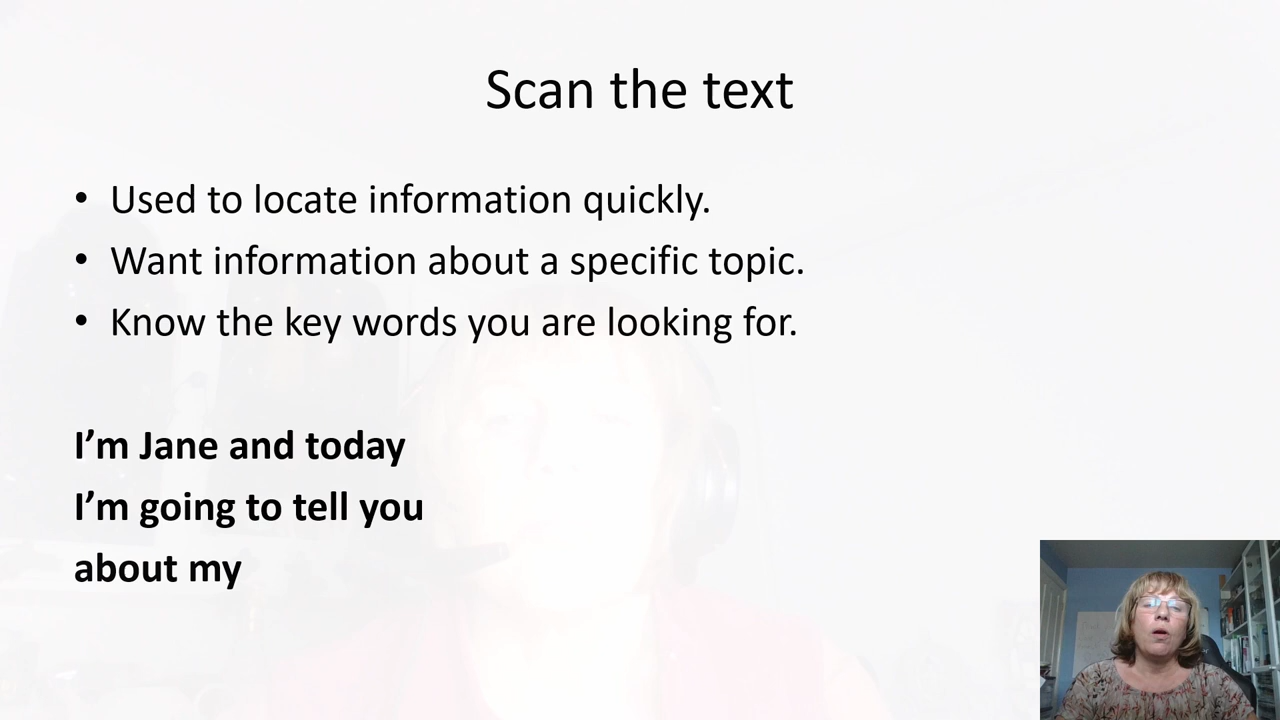 Scan the text
• Used to locate information quickly.
• Want information about a specific topic.
• Know the key words you are looking for.
I’m Jane and today
I’m going to tell you
about my